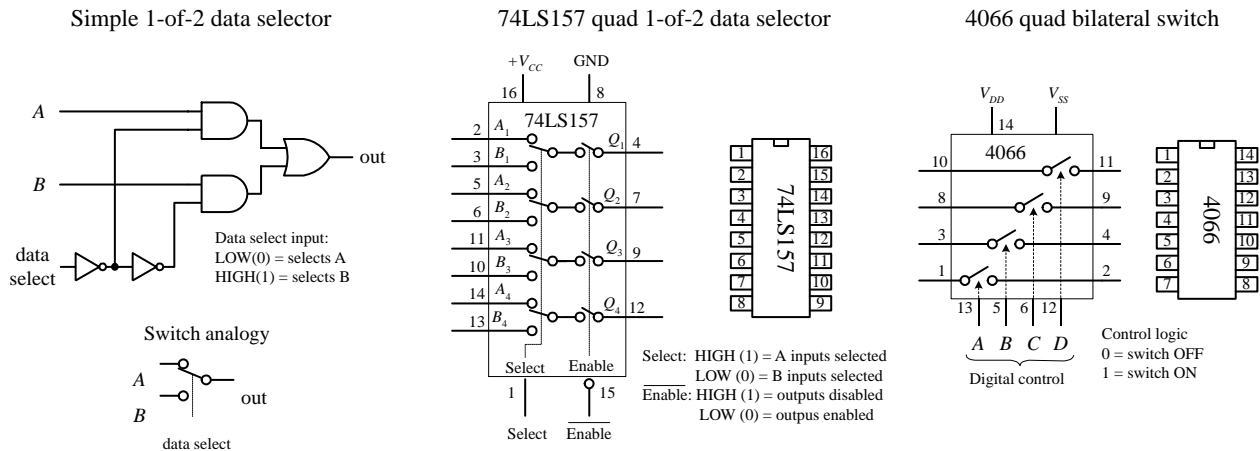 Simple 1-of-2 data selector
A
B
out
data
select
Data select input:
LOW(0) = selects A
HIGH(1) = selects B
Switch analogy
A
B
out
data select
74LS157 quad 1-of-2 data selector
+VCC
GND
16
8
74LS157
2
A1
3
B1
5
A2
6
B2
11
A3
10
B3
14
A4
13
B4
Q1
4
Q2
7
Q3
9
Q4
12
Select
Enable
1
15
Select
Enable
1
2
3
4
5
6
7
8
16
15
14
13
12
11
10
9
74LS157
Select: HIGH (1) = A inputs selected
LOW (0) = B inputs selected
Enable: HIGH (1) = outputs disabled
LOW (0) = outpus enabled
4066 quad bilateral switch
VDD
VSS
14
4066
10
11
8
9
3
4
1
2
13
5
6
12
A B C D
Digital control
1
2
3
4
5
6
7
14
13
12
11
10
9
8
4066
Control logic
0 = switch OFF
1 = switch ON